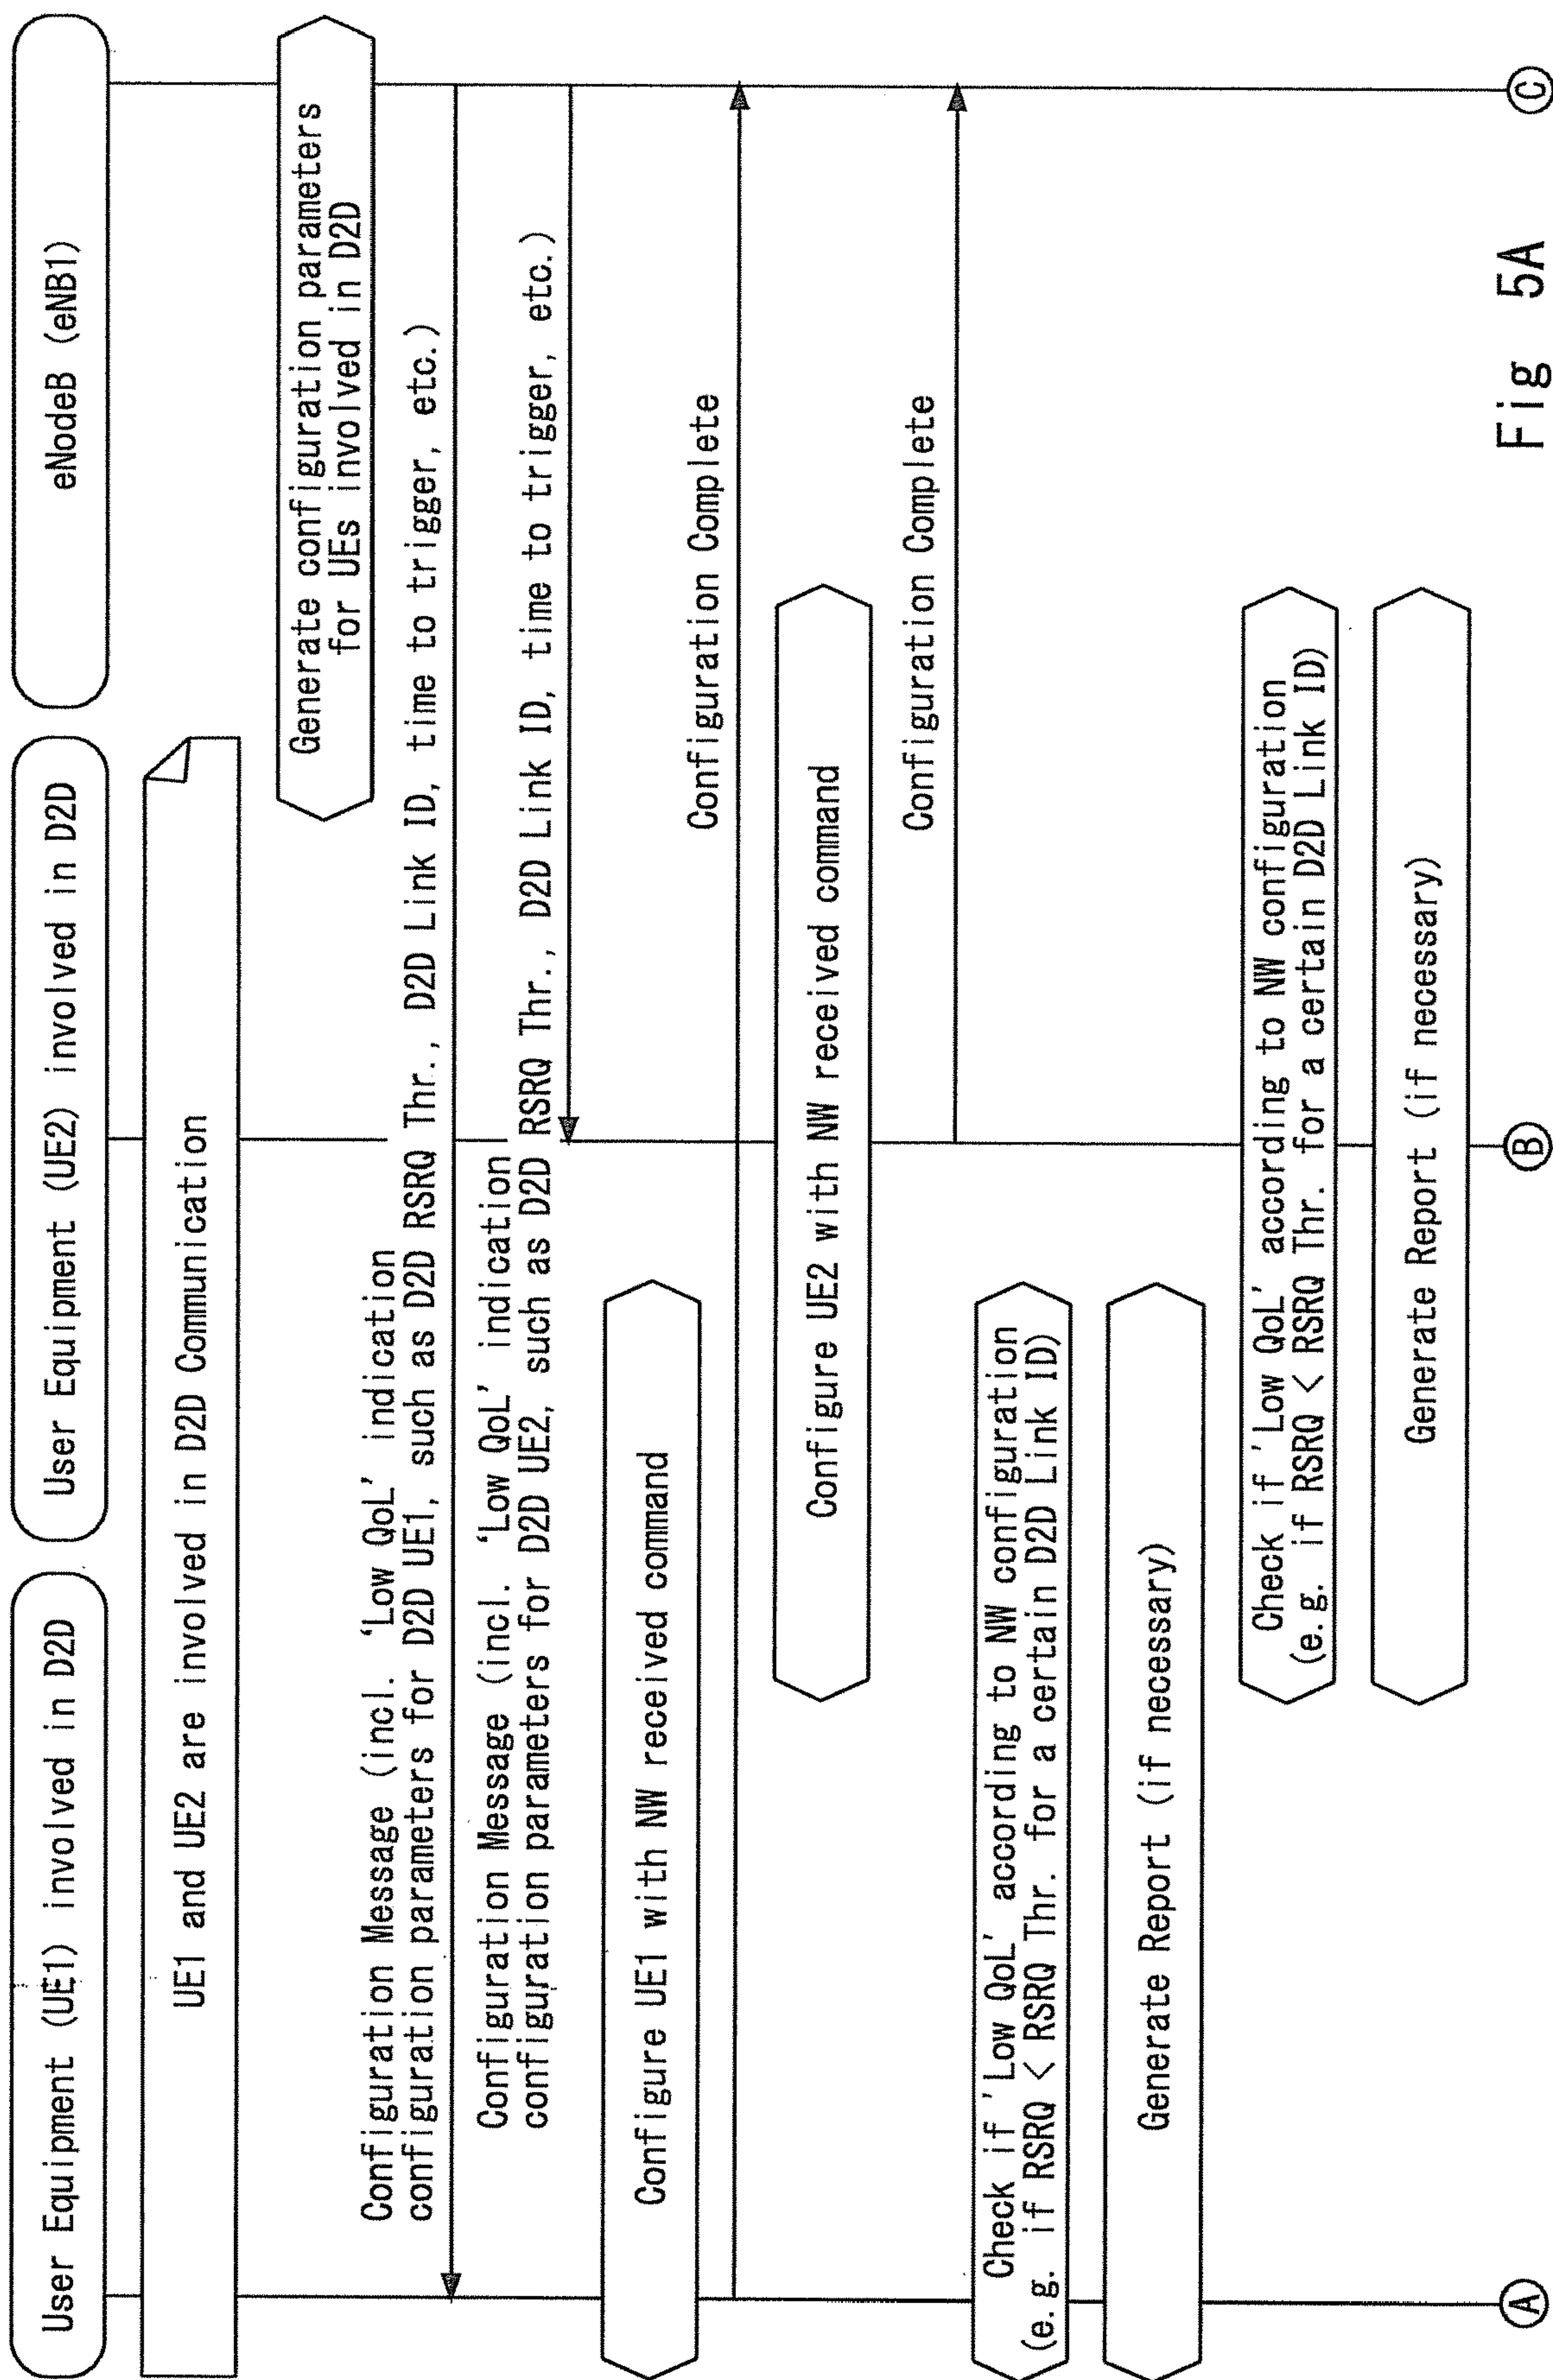 User Equipment (UE1) involved in D2D
User Equipment (UE2) involved in D2D
eNodeB (eNB1)
UE1 and UE2 are involved in D2D Communication
Generate configuration parameters
for UEs involved in D2D
Configuration Message (incl. ‘Low QoL’ indication
configuration parameters for D2D UE1, such as D2D RSRQ Thr., D2D Link ID, time to trigger, etc.)
Configuration Message (incl. ‘Low QoL’ indication
configuration parameters for D2D UE2, such as D2D RSRQ Thr., D2D Link ID, time to trigger, etc.)
Configure UE1 with NW received command
Configuration Complete
Configure UE2 with NW received command
Configuration Complete
Check if 'Low QoL' according to NW configuration
(e.g. if RSRQ < RSRQ Thr. for a certain D2D Link ID)
Generate Report (if necessary)
Check if 'Low QoL' according to NW configuration
(e.g. if RSRQ < RSRQ Thr. for a certain D2D Link ID)
Generate Report (if necessary)
A
B
C
Fig 5A